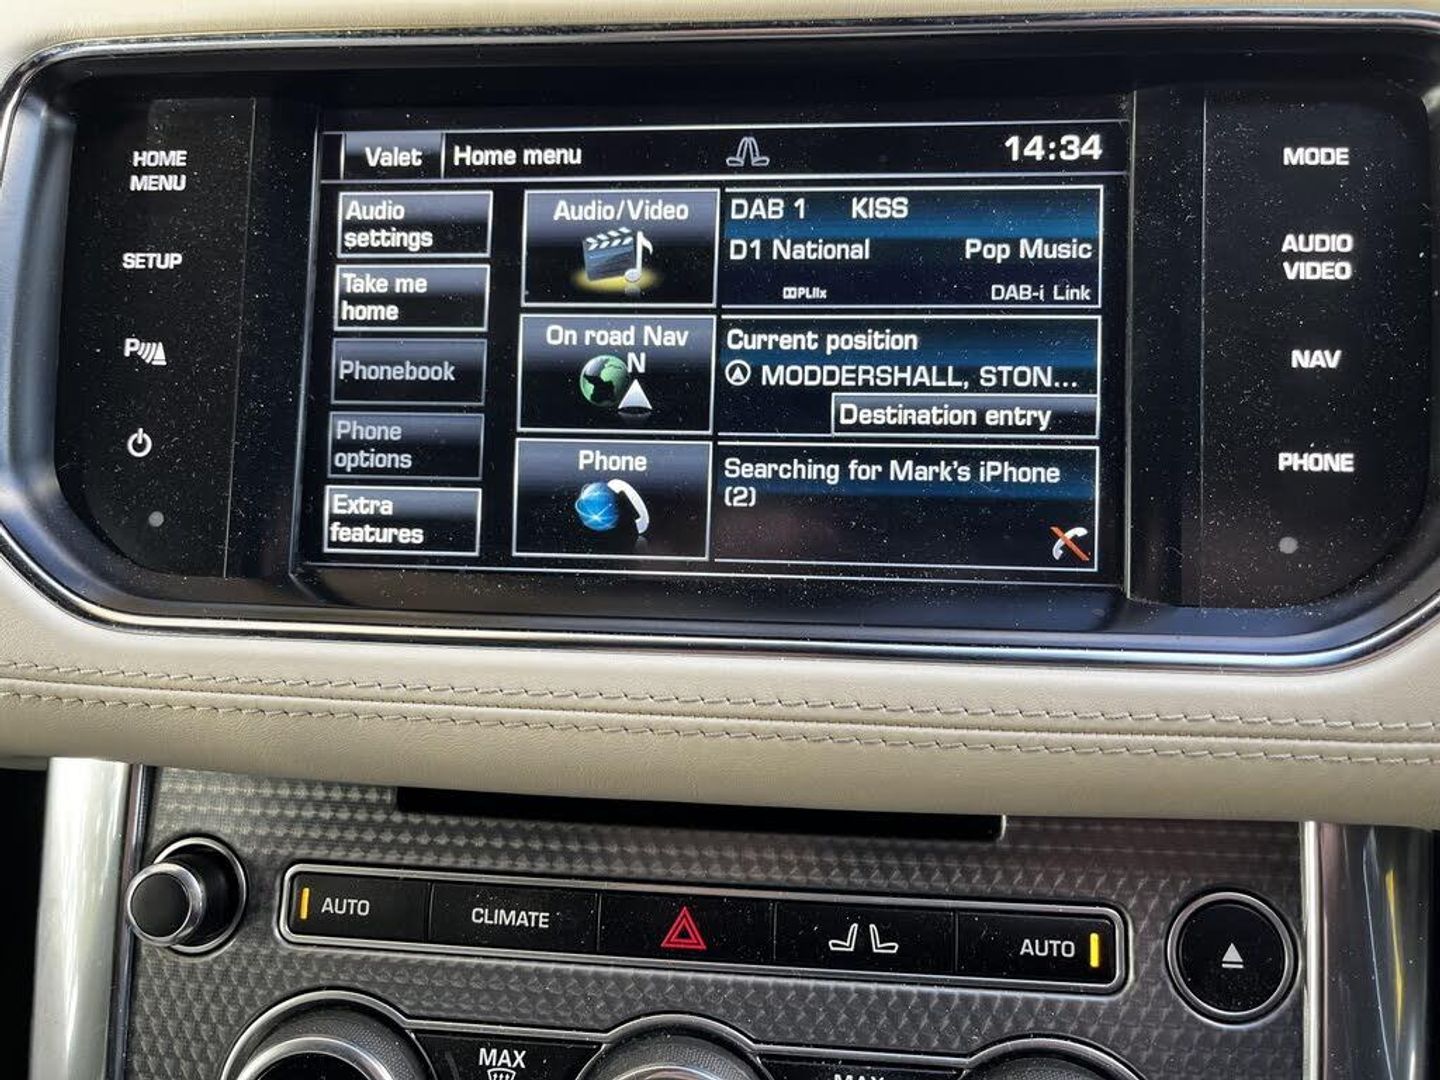 HOME
MENU
SETUP
P
Valet
Home menu
14:34
Audio
settings
Take me
home
Phonebook
Phone
options
Extra
features
Audio/Video
DAB 1 KISS
D1 National Pop Music
PLIIx DAB-i Link
On road Nav
N
Current position
MODDERSHALL, STON...
Destination entry
Phone
Searching for Mark's iPhone
(2)
MODE
AUDIO
VIDEO
NAV
PHONE
AUTO
CLIMATE
AUTO
MAX
MAX